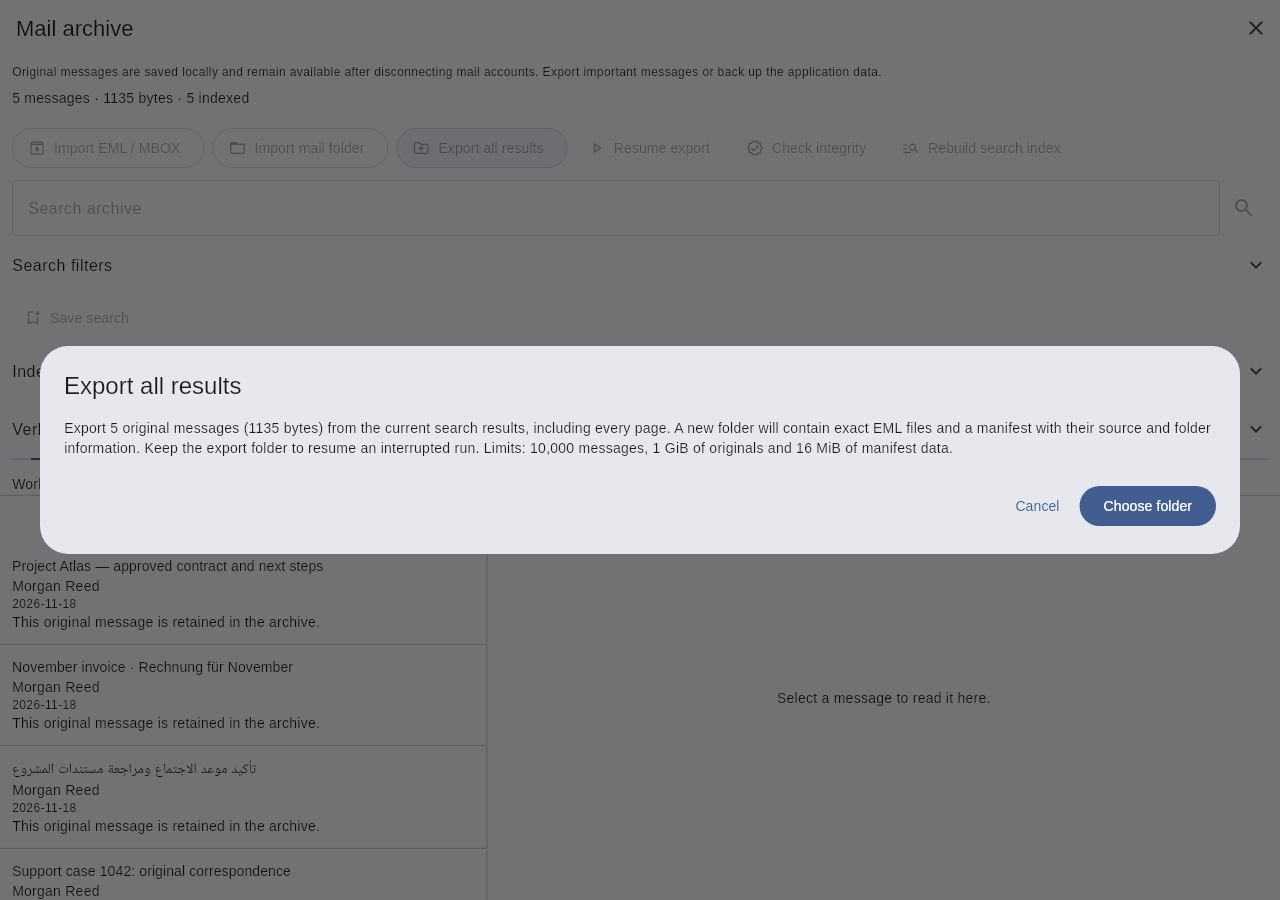 Mail archive
Original messages are saved locally and remain available after disconnecting mail accounts. Export important messages or back up the application data.
5 messages · 1135 bytes · 5 indexed
Import EML / MBOX
Import mail folder
Export all results
Resume export
Check integrity
Rebuild search index
Search archive
Search filters
Save search
Export all results
Export 5 original messages (1135 bytes) from the current search results, including every page. A new folder will contain exact EML files and a manifest with their source and folder
information. Keep the export folder to resume an interrupted run. Limits: 10,000 messages, 1 GiB of originals and 16 MiB of manifest data.
Cancel
Choose folder
Project Atlas — approved contract and next steps
Morgan Reed
2026-11-18
This original message is retained in the archive.
November invoice · Rechnung für November
Morgan Reed
2026-11-18
This original message is retained in the archive.
تأكيد موعد الاجتماع ومراجعة مستندات المشروع
Morgan Reed
2026-11-18
This original message is retained in the archive.
Support case 1042: original correspondence
Morgan Reed
Select a message to read it here.